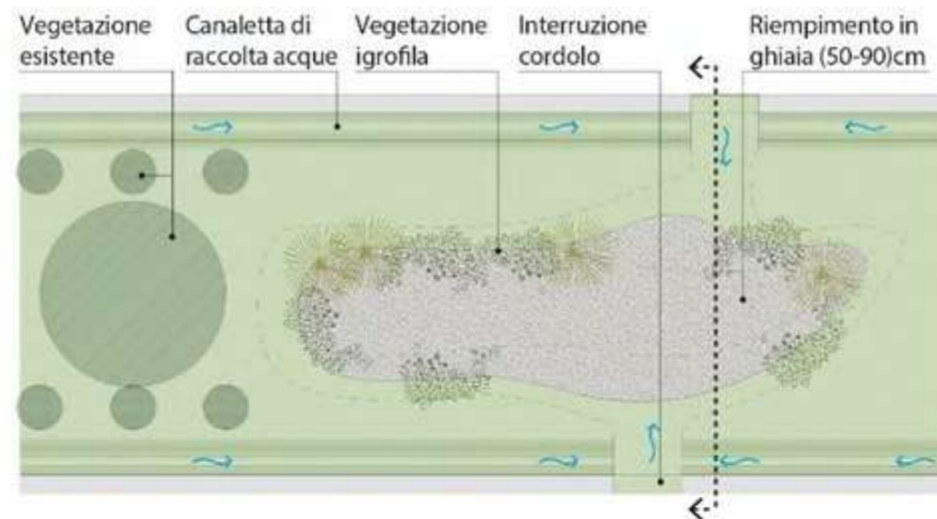 Vegetazione
esistente
Canaletta di
raccolta acque
Vegetazione
igrofila
Interruzione
cordolo
Riempimento in
ghiaia (50-90)cm